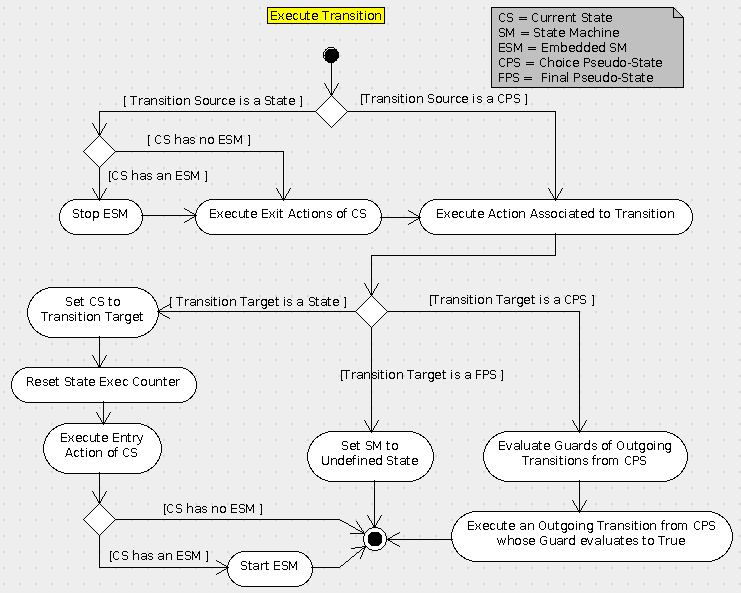 Execute Transition
CS = Current State
SM = State Machine
ESM = Embedded SM
CPS = Choice Pseudo-State
FPS = Final Pseudo-State
[ Transition Source is a State ]
[Transition Source is a CPS ]
[ CS has no ESM ]
[CS has an ESM ]
Stop ESM
Execute Exit Actions of CS
Execute Action Associated to Transition
[ Transition Target is a State ]
[Transition Target is a CPS ]
Set CS to
Transition Target
[Transition Target is a FPS ]
Reset State Exec Counter
Execute Entry
Action of CS
Set SM to
Undefined State
Evaluate Guards of Outgoing
Transitions from CPS
[CS has no ESM ]
Execute an Outgoing Transition from CPS
whose Guard evaluates to True
[CS has an ESM ]
Start ESM